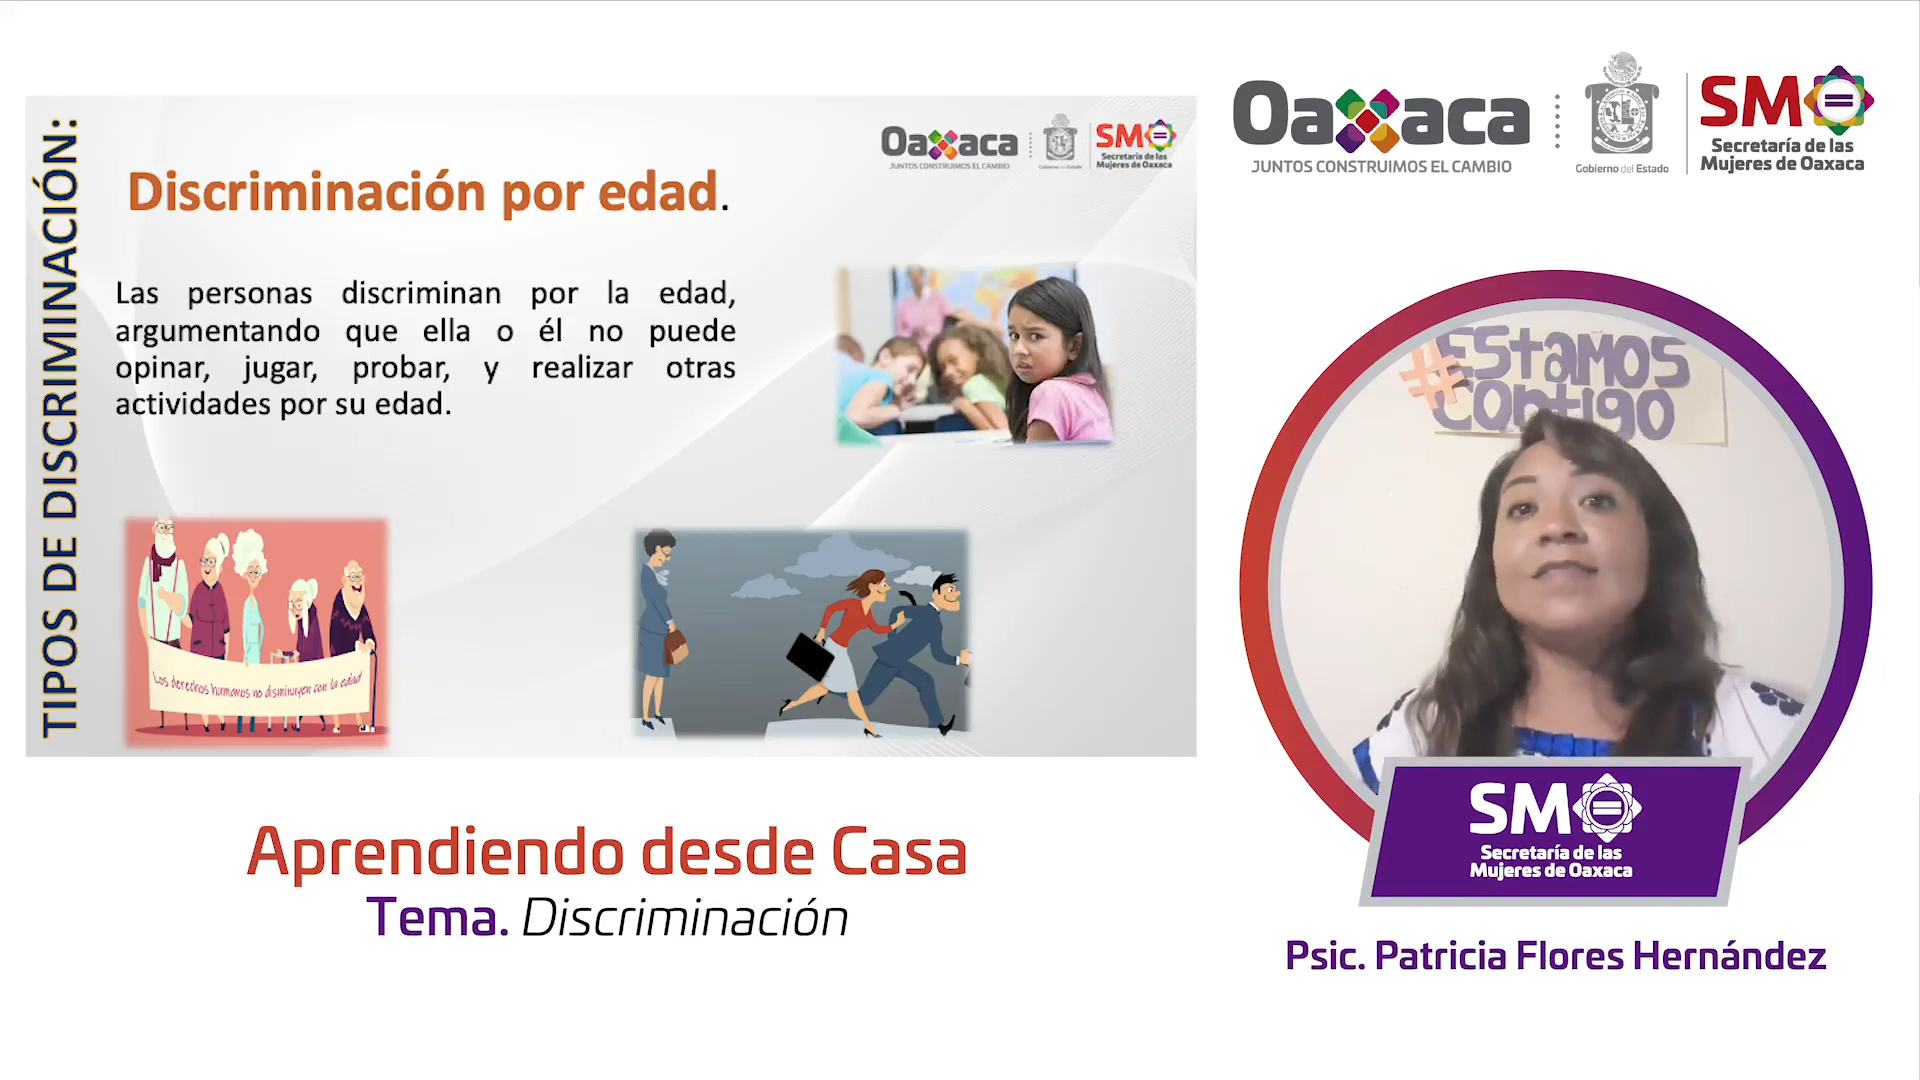 TIPOS DE DISCRIMINACIÓN:
Discriminación por edad.
Oaxaca
JUNTOS CONSTRUIMOS EL CAMBIO
Gobierno del Estado
SM
Secretaría de las
Mujeres de Oaxaca
Las personas discriminan por la edad,
argumentando que ella o él no puede
opinar, jugar, probar, y realizar otras
actividades por su edad.
Los derechos humanos no disminuyen con la edad!
Oaxaca
JUNTOS CONSTRUIMOS EL CAMBIO
Gobierno del Estado
SM
Secretaría de las
Mujeres de Oaxaca
#EStAMOS
CONtIGO
SM
Secretaría de las
Mujeres de Oaxaca
Psic. Patricia Flores Hernández
Aprendiendo desde Casa
Tema. Discriminación